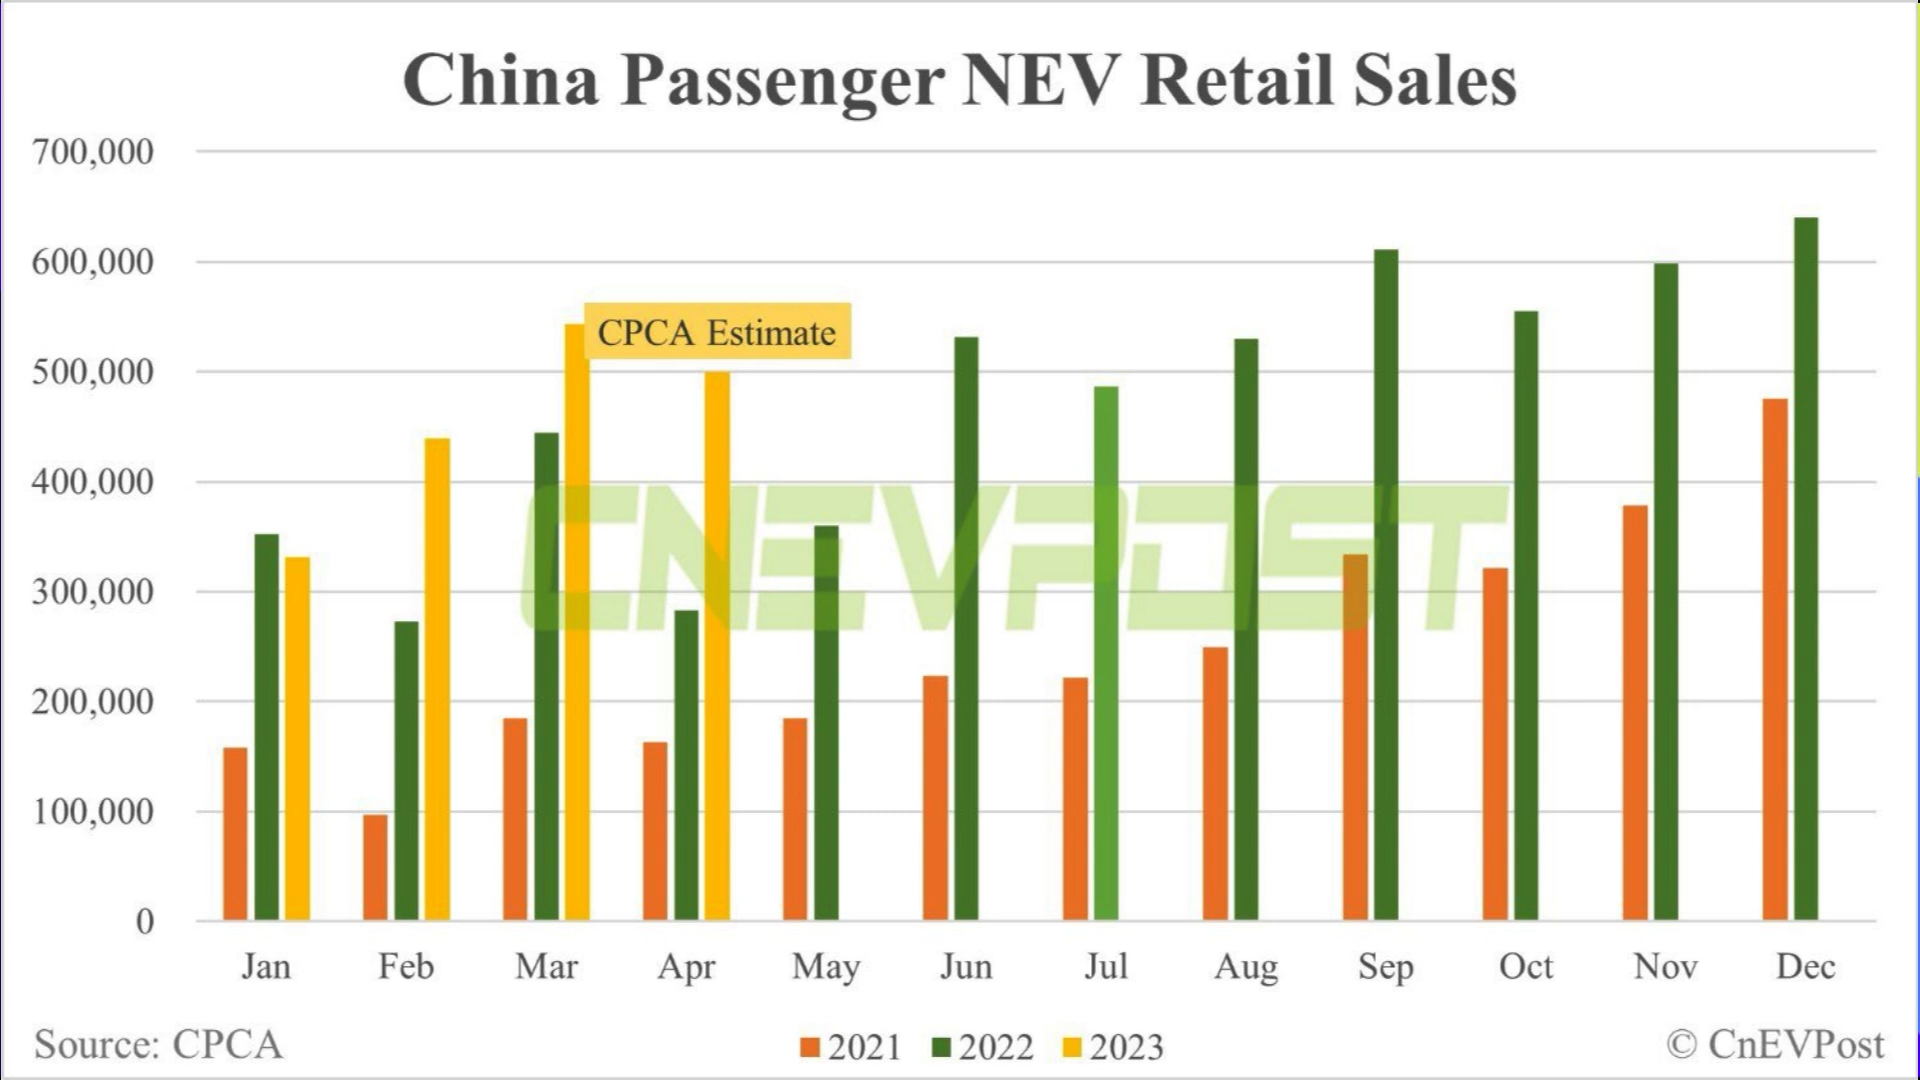 China Passenger NEV Retail Sales
700,000
600,000
500,000
400,000
300,000
200,000
100,000
0
CPCA Estimate
CNEVPOST
Jan Feb Mar Apr May Jun Jul Aug Sep Oct Nov Dec
Source: CPCA
2021 2022 2023
© CnEVPost